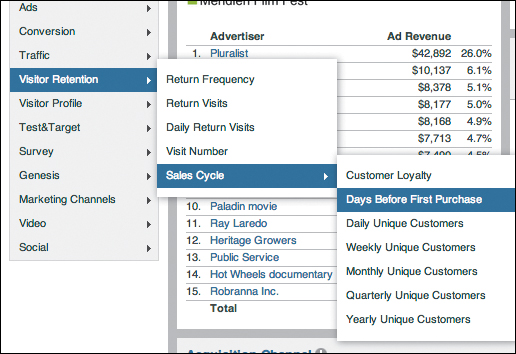 Meridien Film Fest
Ads
Conversion
Traffic
Visitor Retention
Visitor Profile
Test&Target
Survey
Genesis
Marketing Channels
Video
Social
Return Frequency
Return Visits
Daily Return Visits
Visit Number
Sales Cycle
Customer Loyalty
Days Before First Purchase
Daily Unique Customers
Weekly Unique Customers
Monthly Unique Customers
Quarterly Unique Customers
Yearly Unique Customers
Advertiser Ad Revenue
1. Pluralist $42,892 26.0%
$10,137 6.1%
$8,378 5.1%
$8,177 5.0%
$8,168 4.9%
$7,713 4.7%
10. Paladin movie
11. Ray Laredo
12. Heritage Growers
13. Public Service
14. Hot Wheels documentary
15. Robranna Inc.
Total
Acquisition Channel